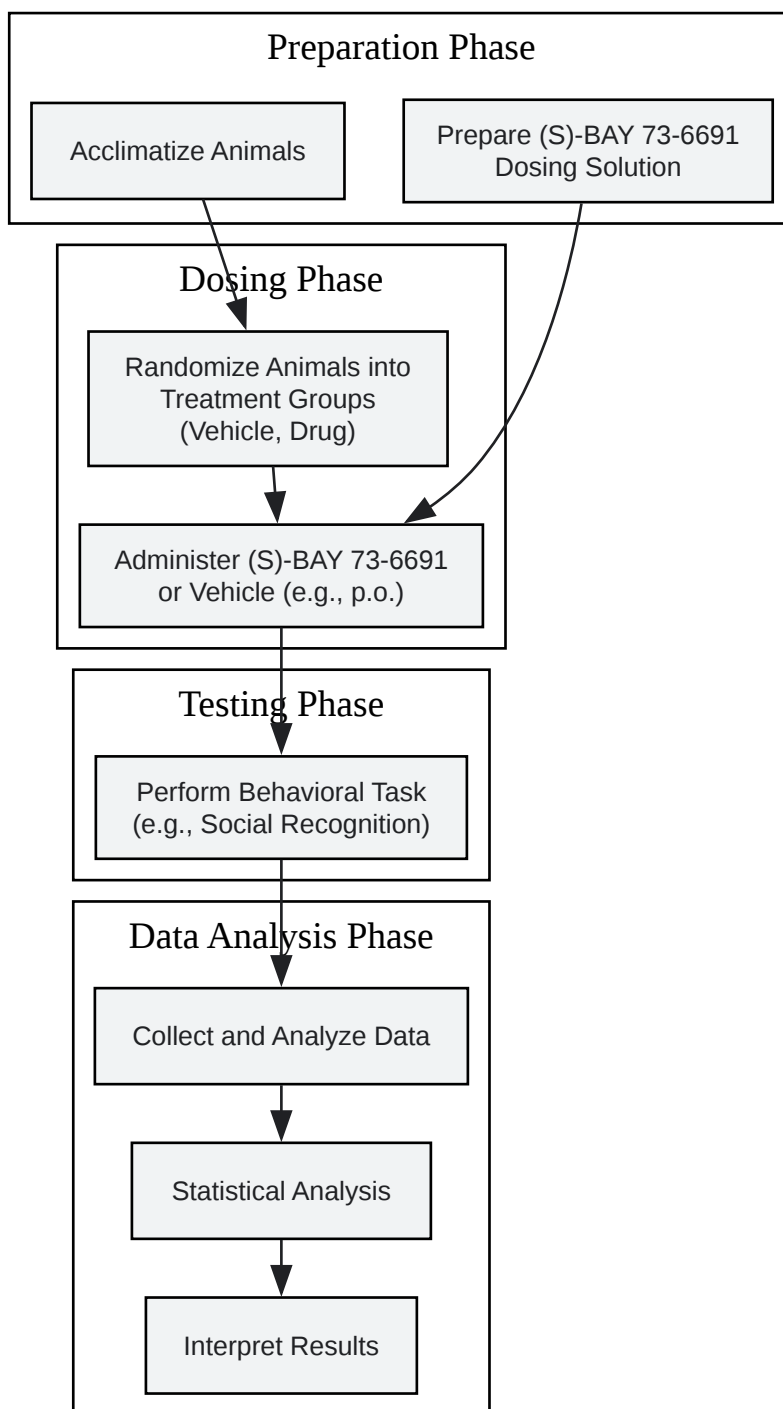 Preparation Phase
Acclimatize Animals
Prepare (S)-BAY 73-6691
Dosing Solution
Dosing Phase
Randomize Animals into
Treatment Groups
(Vehicle, Drug)
Administer (S)-BAY 73-6691
or Vehicle (e.g., p.o.)
Testing Phase
Perform Behavioral Task
(e.g., Social Recognition)
Data Analysis Phase
Collect and Analyze Data
Statistical Analysis
Interpret Results